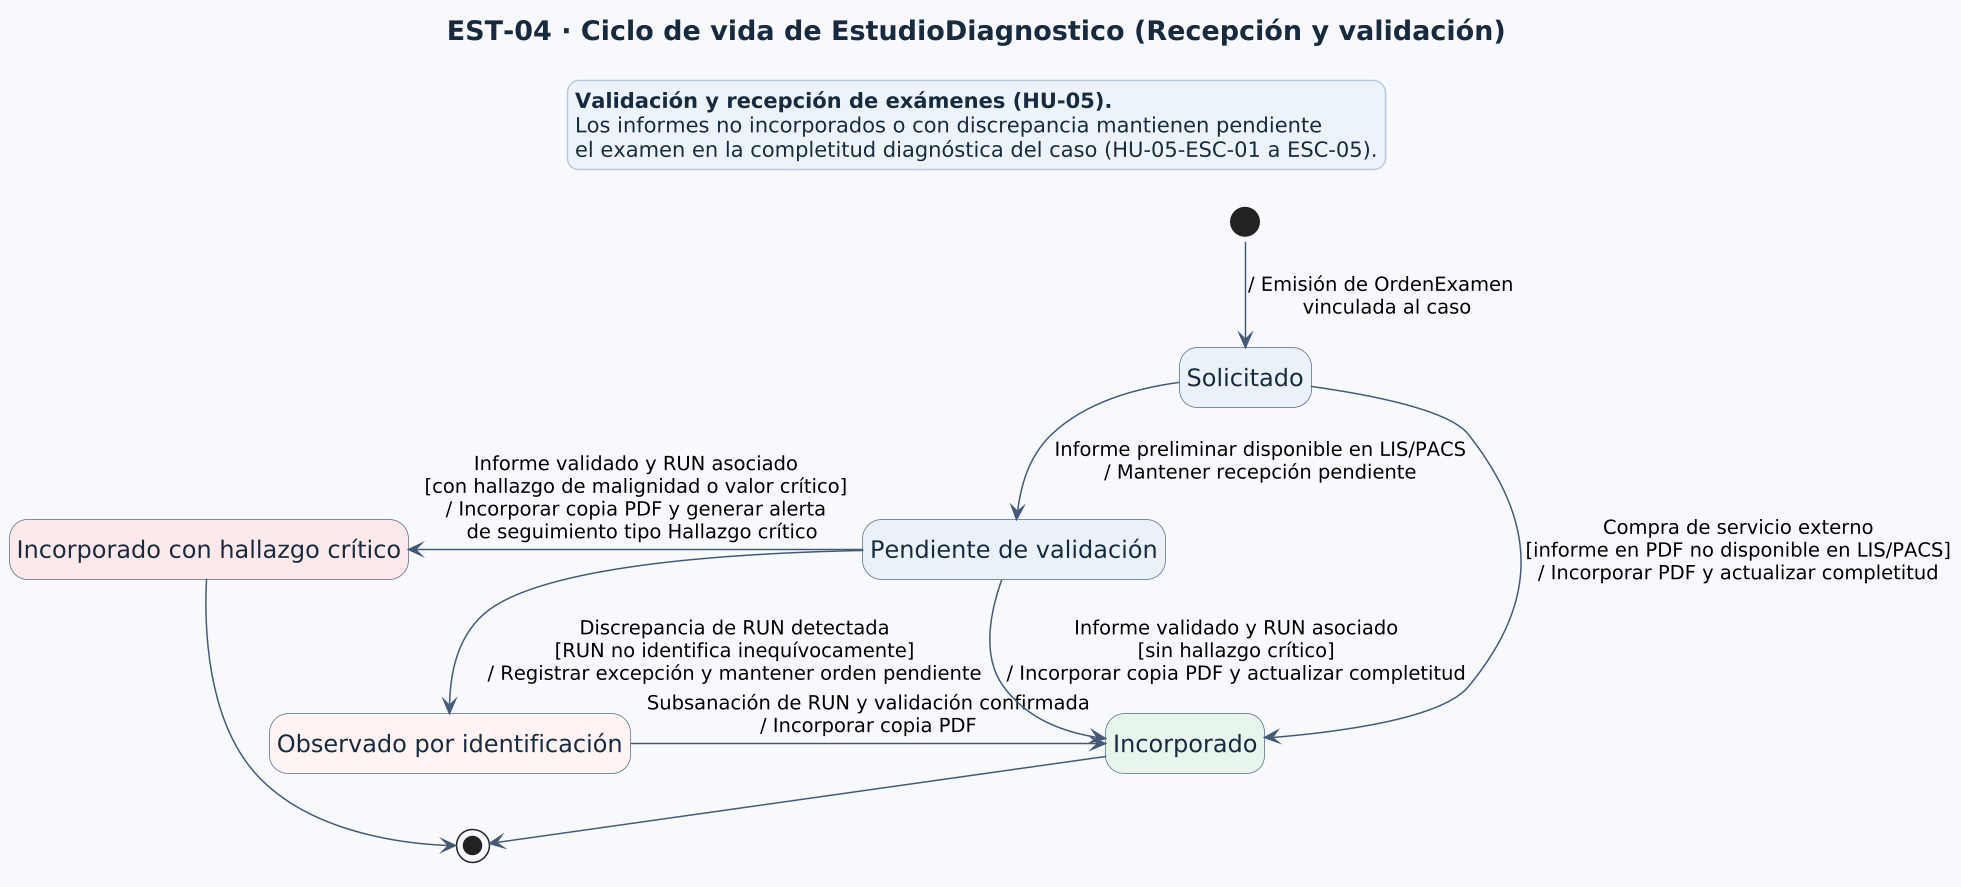 EST-04 · Ciclo de vida de EstudioDiagnostico (Recepción y validación)
Validación y recepción de exámenes (HU-05).
Los informes no incorporados o con discrepancia mantienen pendiente
el examen en la completitud diagnóstica del caso (HU-05-ESC-01 a ESC-05).
/ Emisión de OrdenExamen
vinculada al caso
Solicitado
Informe preliminar disponible en LIS/PACS
/ Mantener recepción pendiente
Informe validado y RUN asociado
[con hallazgo de malignidad o valor crítico]
/ Incorporar copia PDF y generar alerta
de seguimiento tipo Hallazgo crítico
Compra de servicio externo
[informe en PDF no disponible en LIS/PACS]
/ Incorporar PDF y actualizar completitud
Incorporado con hallazgo crítico
Pendiente de validación
Discrepancia de RUN detectada
[RUN no identifica inequívocamente]
/ Registrar excepción y mantener orden pendiente
Informe validado y RUN asociado
[sin hallazgo crítico]
/ Incorporar copia PDF y actualizar completitud
Subsanación de RUN y validación confirmada
/ Incorporar copia PDF
Observado por identificación
Incorporado